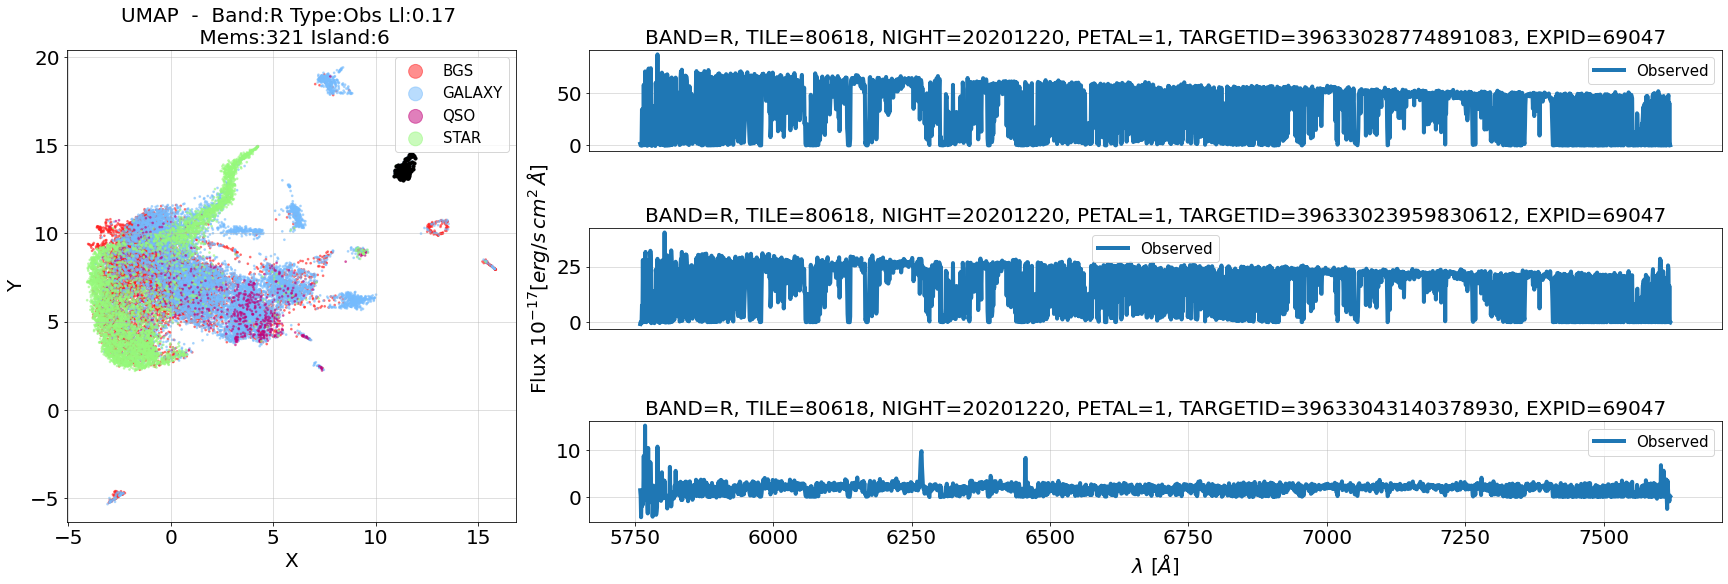 UMAP - Band:R Type:Obs Ll:0.17
Mems:321 Island:6
20
15
10
5
0
−5
Y
−5
0
5
10
15
X
BGS
GALAXY
QSO
STAR
Flux 10⁻¹⁷[erg/s cm² Å]
BAND=R, TILE=80618, NIGHT=20201220, PETAL=1, TARGETID=39633028774891083, EXPID=69047
50
0
Observed
BAND=R, TILE=80618, NIGHT=20201220, PETAL=1, TARGETID=39633023959830612, EXPID=69047
25
0
Observed
BAND=R, TILE=80618, NIGHT=20201220, PETAL=1, TARGETID=39633043140378930, EXPID=69047
10
0
Observed
5750
6000
6250
6500
6750
7000
7250
7500
λ [Å]